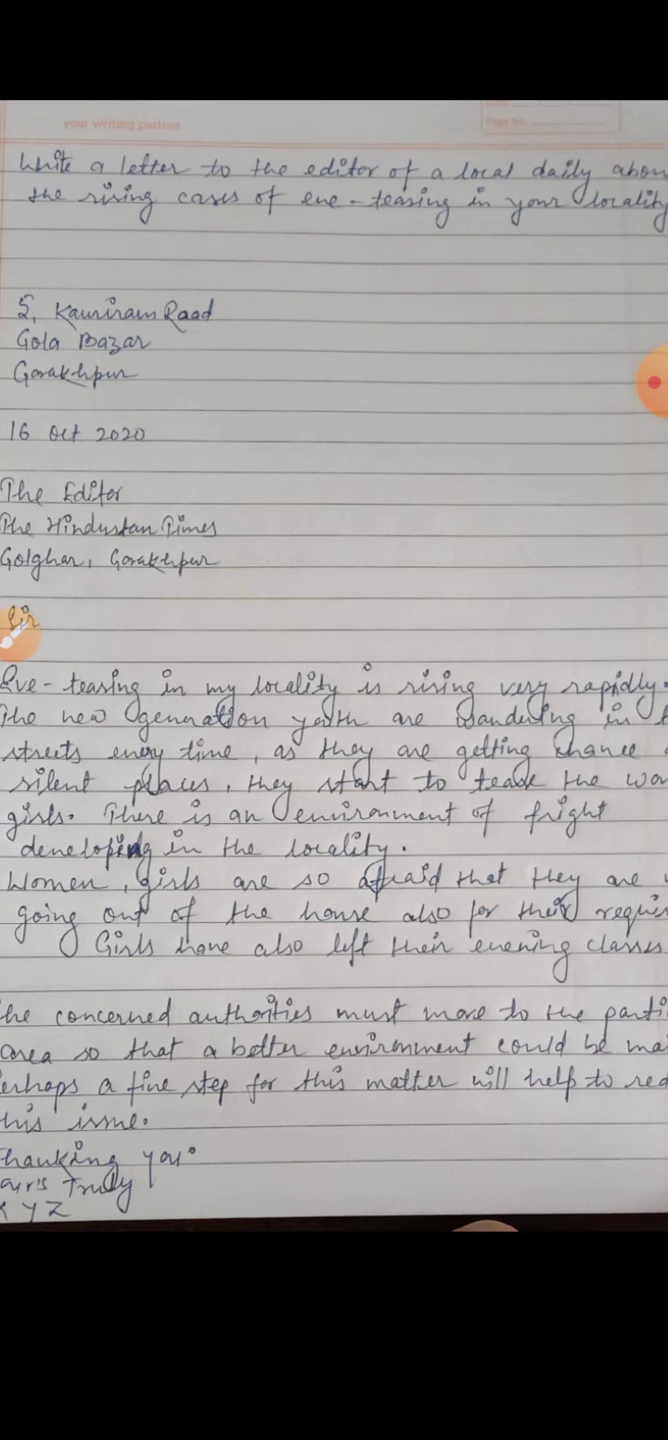 your writing partner
Page No.
Write a letter to the editor of a local daily abou
the rising cases of eve-teasing in your locality
5, Kauriram Road
Gola Bazar
Gorakhpur
16 Oct 2020
The Editor
The Hindustan Times
Golghar, Gorakhpur
Sir
Eve-teasing in my locality is rising very rapidly.
The new generation youth are wandering in t
streets every time, as they are getting chance
silent places, they start to tease the wom
girls. There is an environment of fright
developing in the locality.
Women, girls are so afraid that they are
going out of the house also for their requir
Girls have also left their evening classes
he concerned authorities must move to the parti
area so that a better environment could be ma
erhaps a fine step for this matter will help to red
his issue.
hanking you.
our's Truly
X Y Z